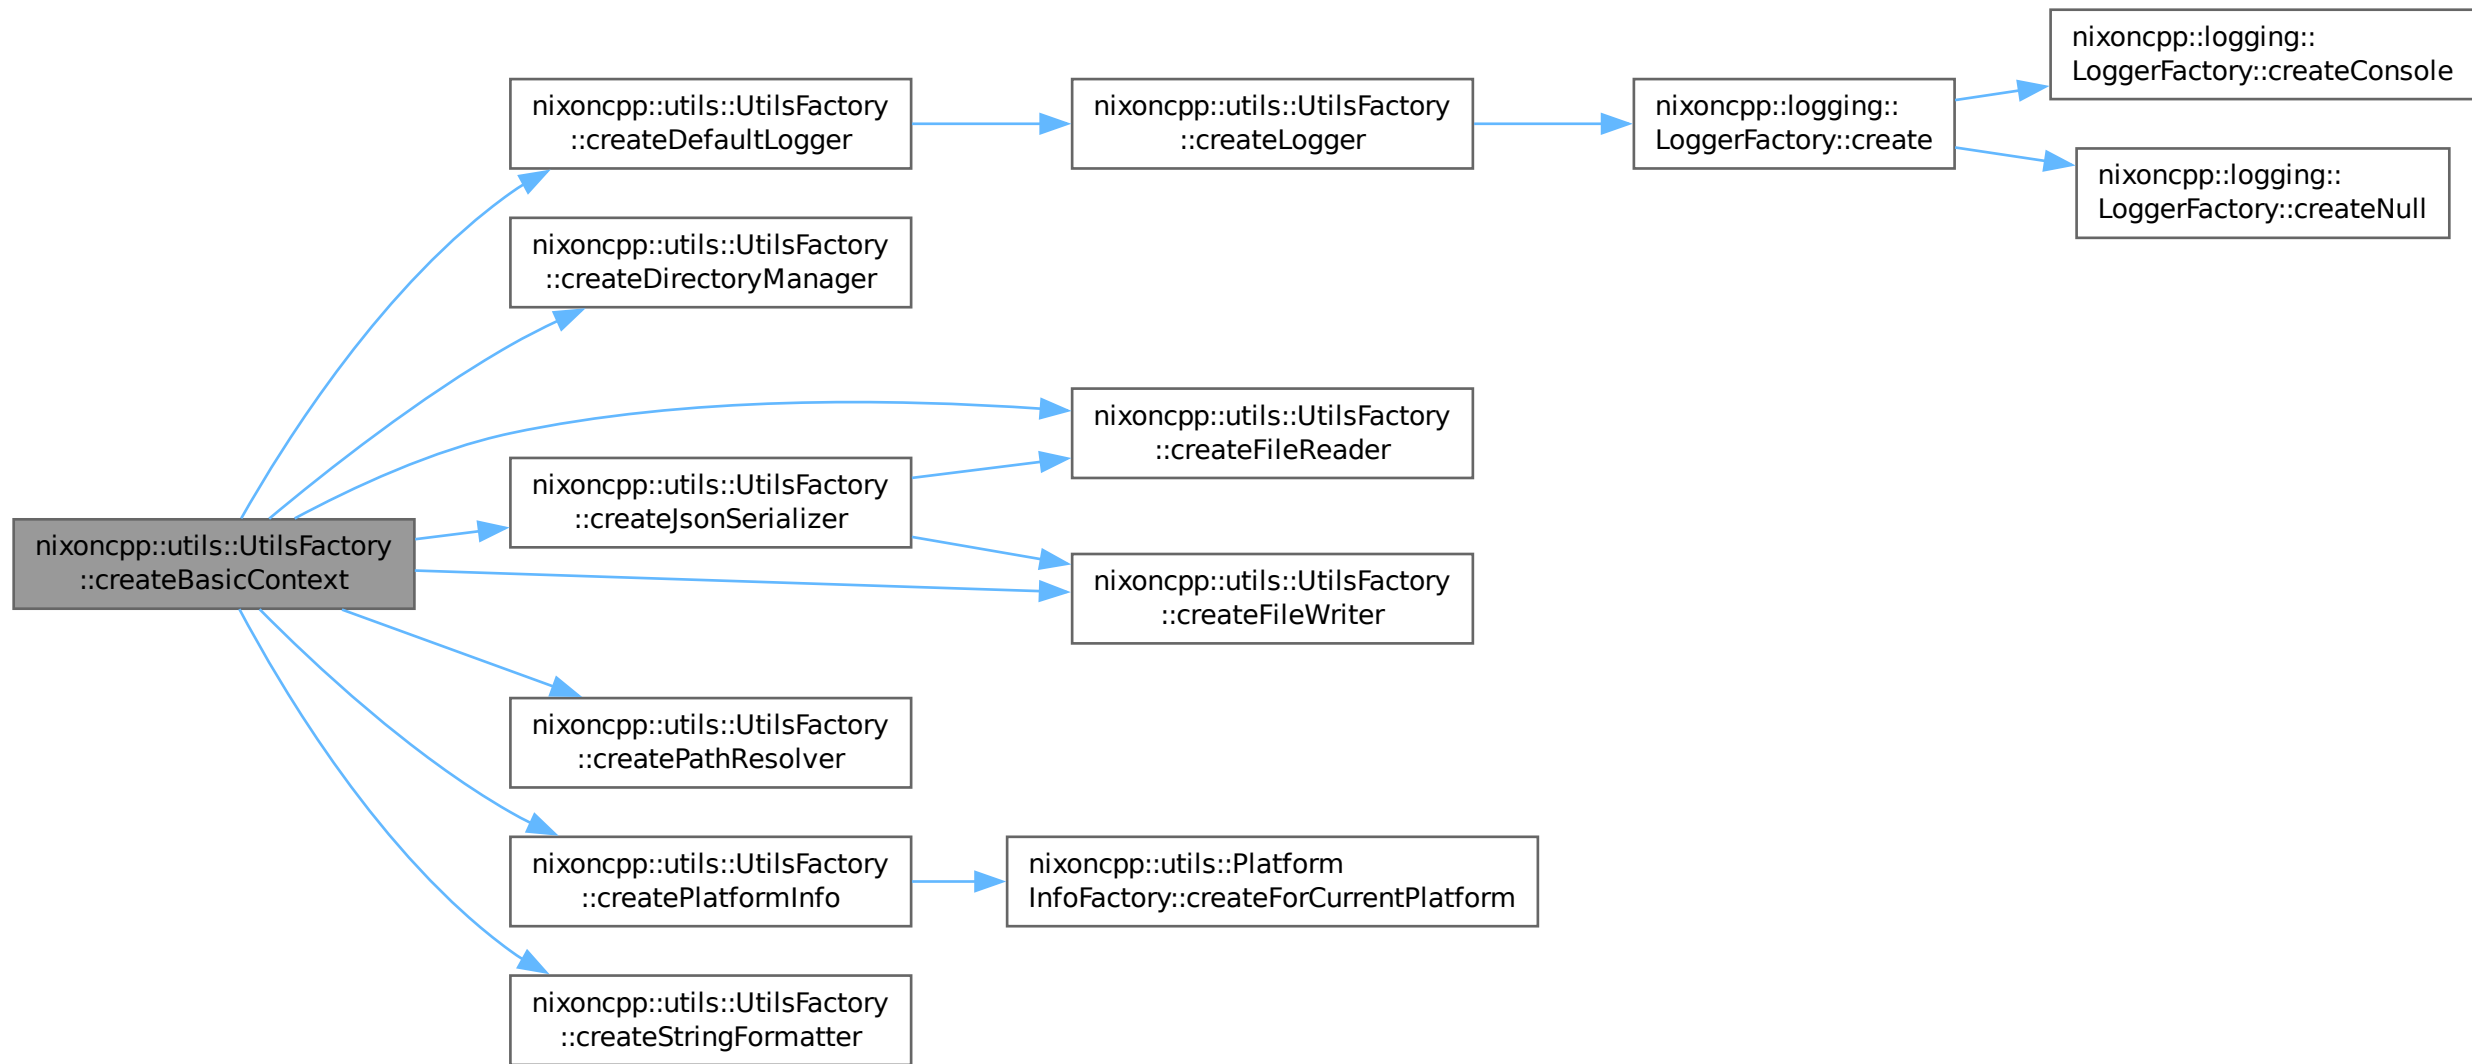 nixoncpp::utils::UtilsFactory
::createBasicContext
nixoncpp::utils::UtilsFactory
::createDefaultLogger
nixoncpp::utils::UtilsFactory
::createLogger
nixoncpp::logging::
LoggerFactory::create
nixoncpp::logging::
LoggerFactory::createConsole
nixoncpp::logging::
LoggerFactory::createNull
nixoncpp::utils::UtilsFactory
::createDirectoryManager
nixoncpp::utils::UtilsFactory
::createFileReader
nixoncpp::utils::UtilsFactory
::createJsonSerializer
nixoncpp::utils::UtilsFactory
::createFileWriter
nixoncpp::utils::UtilsFactory
::createPathResolver
nixoncpp::utils::UtilsFactory
::createPlatformInfo
nixoncpp::utils::Platform
InfoFactory::createForCurrentPlatform
nixoncpp::utils::UtilsFactory
::createStringFormatter